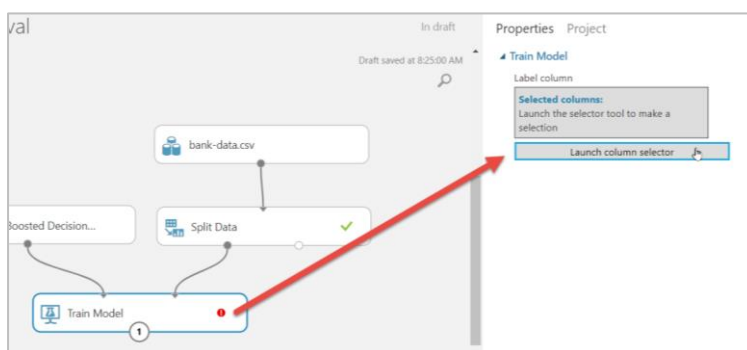 val
In draft
Draft saved at 8:25:00 AM
bank-data.csv
Boosted Decision...
Split Data
Train Model
1
Properties Project
Train Model
Label column
Selected columns:
Launch the selector tool to make a
selection
Launch column selector